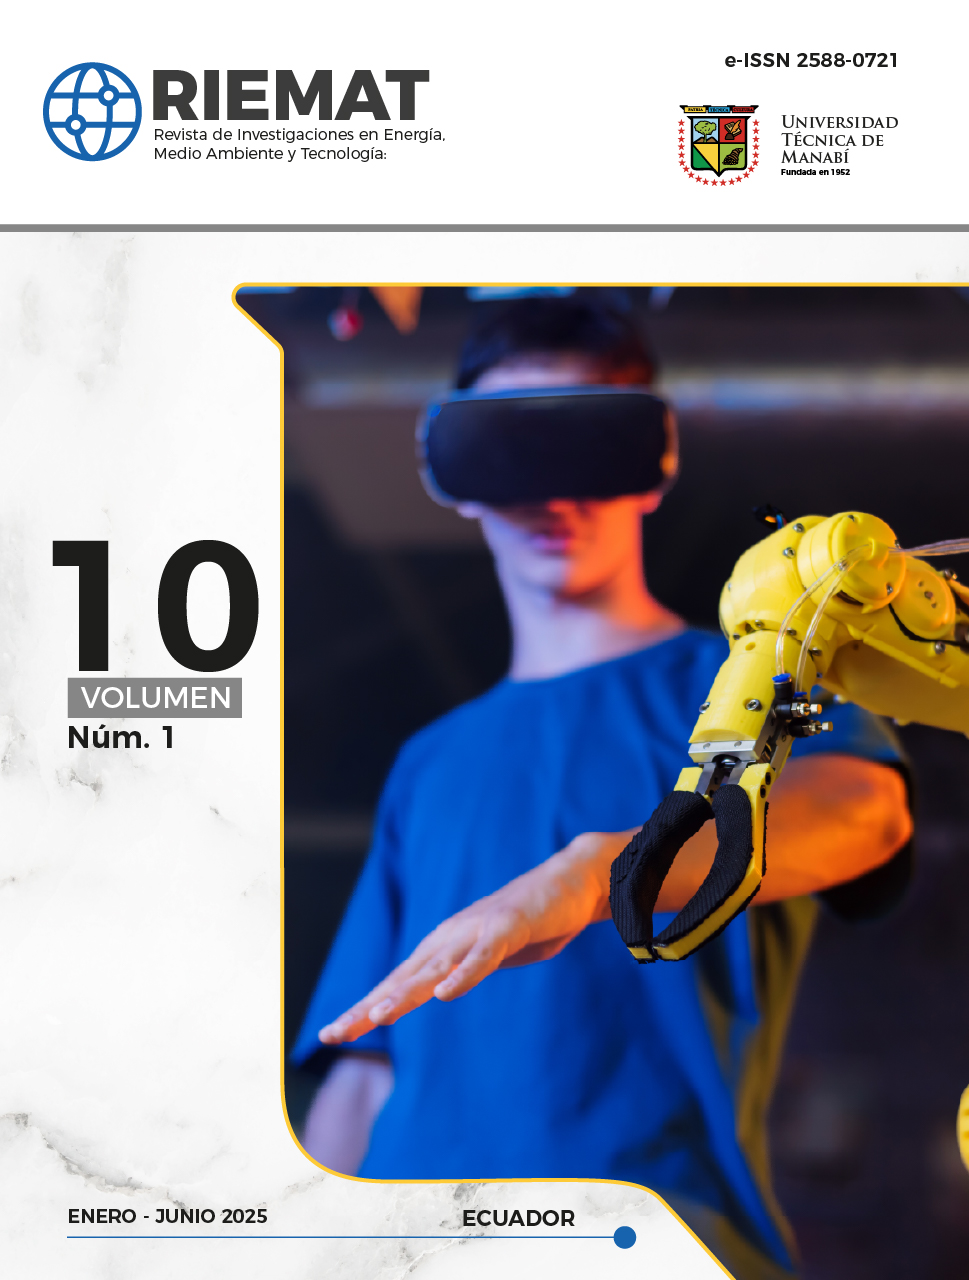 RIEMAT
Revista de Investigaciones en Energía,
Medio Ambiente y Tecnología:
e-ISSN 2588-0721
PATRIA TÉCNICA CULTURA
UNIVERSIDAD
TÉCNICA DE
MANABÍ
Fundada en 1952
10
VOLUMEN
Núm. 1
ENERO - JUNIO 2025
ECUADOR